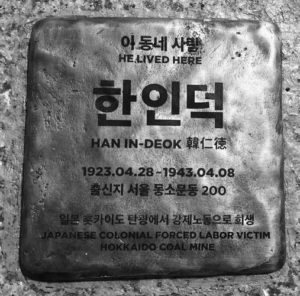 이 동네 사람
HE LIVED HERE
한인덕
HAN IN-DEOK 韓仁徳
1923.04.28-1943.04.08
출신지 서울 동소문동 200
일본 홋카이도 탄광에서 강제노동으로 희생
JAPANESE COLONIAL FORCED LABOR VICTIM
HOKKAIDO COAL MINE